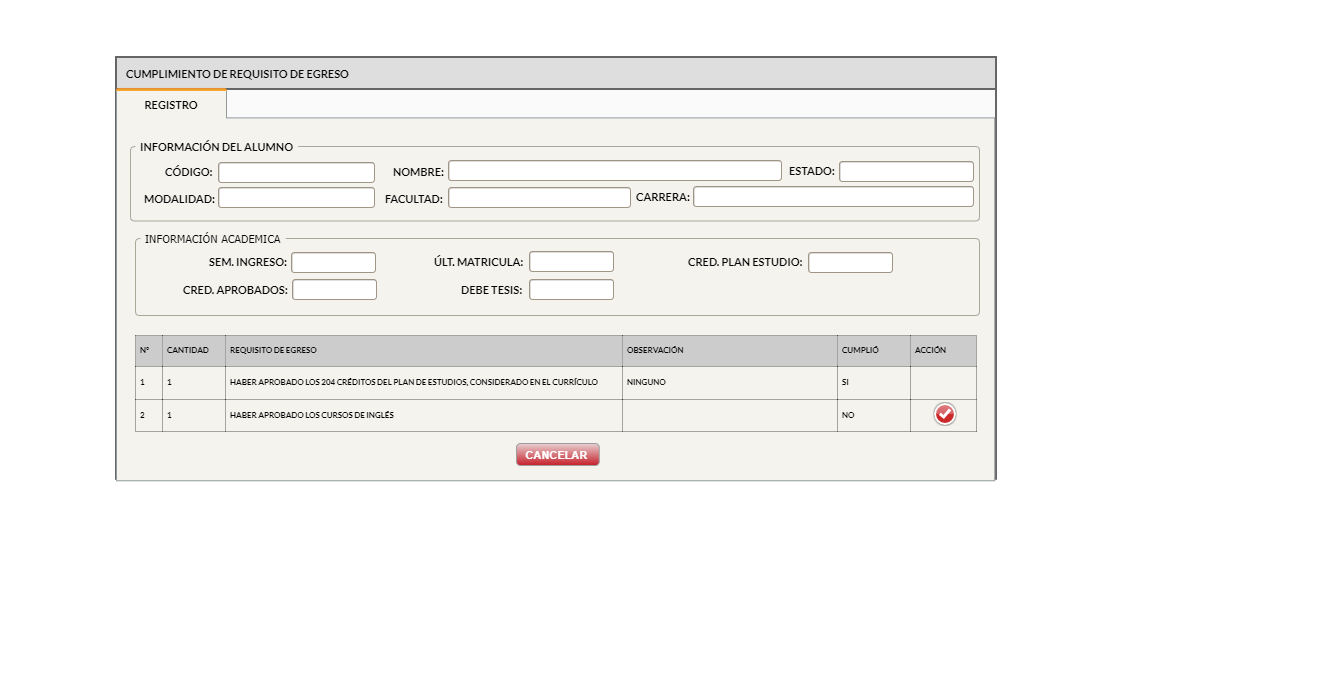 CUMPLIMIENTO DE REQUISITO DE EGRESO
REGISTRO
INFORMACIÓN DEL ALUMNO
CÓDIGO: NOMBRE: ESTADO:
MODALIDAD: FACULTAD: CARRERA:
INFORMACIÓN ACADEMICA
SEM. INGRESO: ÚLT. MATRICULA: CRED. PLAN ESTUDIO:
CRED. APROBADOS: DEBE TESIS:
N° CANTIDAD REQUISITO DE EGRESO OBSERVACIÓN CUMPLIÓ ACCIÓN
1 1 HABER APROBADO LOS 204 CRÉDITOS DEL PLAN DE ESTUDIOS, CONSIDERADO EN EL CURRÍCULO NINGUNO SI
2 1 HABER APROBADO LOS CURSOS DE INGLÉS NO
CANCELAR